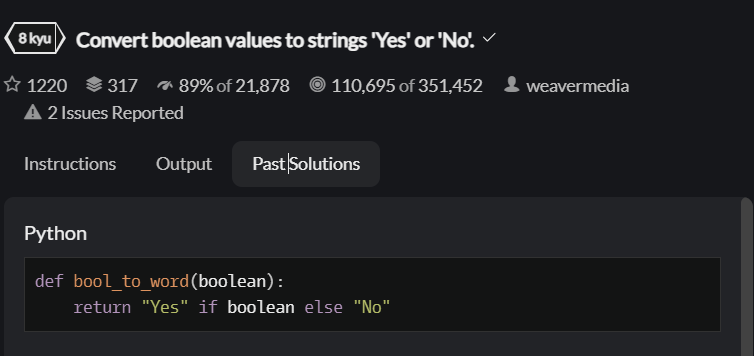 8 kyu Convert boolean values to strings 'Yes' or 'No'.
1220 317 89% of 21,878 110,695 of 351,452 weavermedia
2 Issues Reported
Instructions Output Past Solutions
Python
def bool_to_word(boolean):
    return "Yes" if boolean else "No"